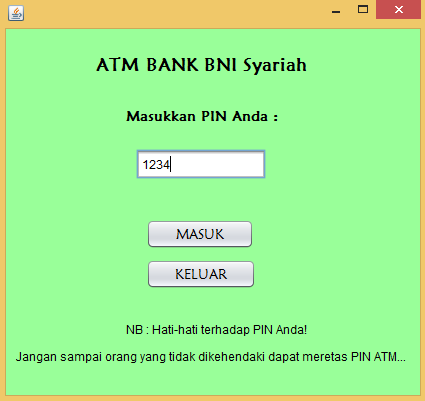 ATM BANK BNI Syariah
Masukkan PIN Anda :
1234
MASUK
KELUAR
NB : Hati-hati terhadap PIN Anda!
Jangan sampai orang yang tidak dikehendaki dapat meretas PIN ATM...